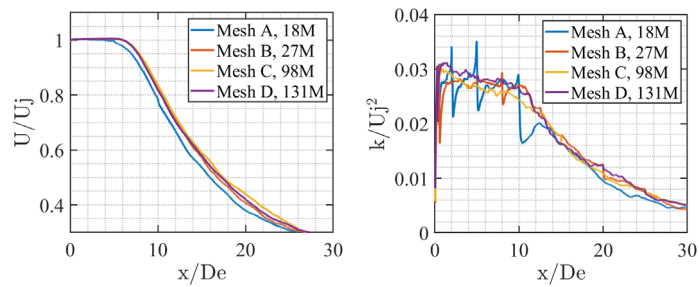 Mesh A, 18M
Mesh B, 27M
Mesh C, 98M
Mesh D, 131M
1
0.8
0.6
0.4
U/Uj
0
10
20
30
x/De
Mesh A, 18M
Mesh B, 27M
Mesh C, 98M
Mesh D, 131M
0.04
0.03
0.02
0.01
0
k/Uj²
0
10
20
30
x/De